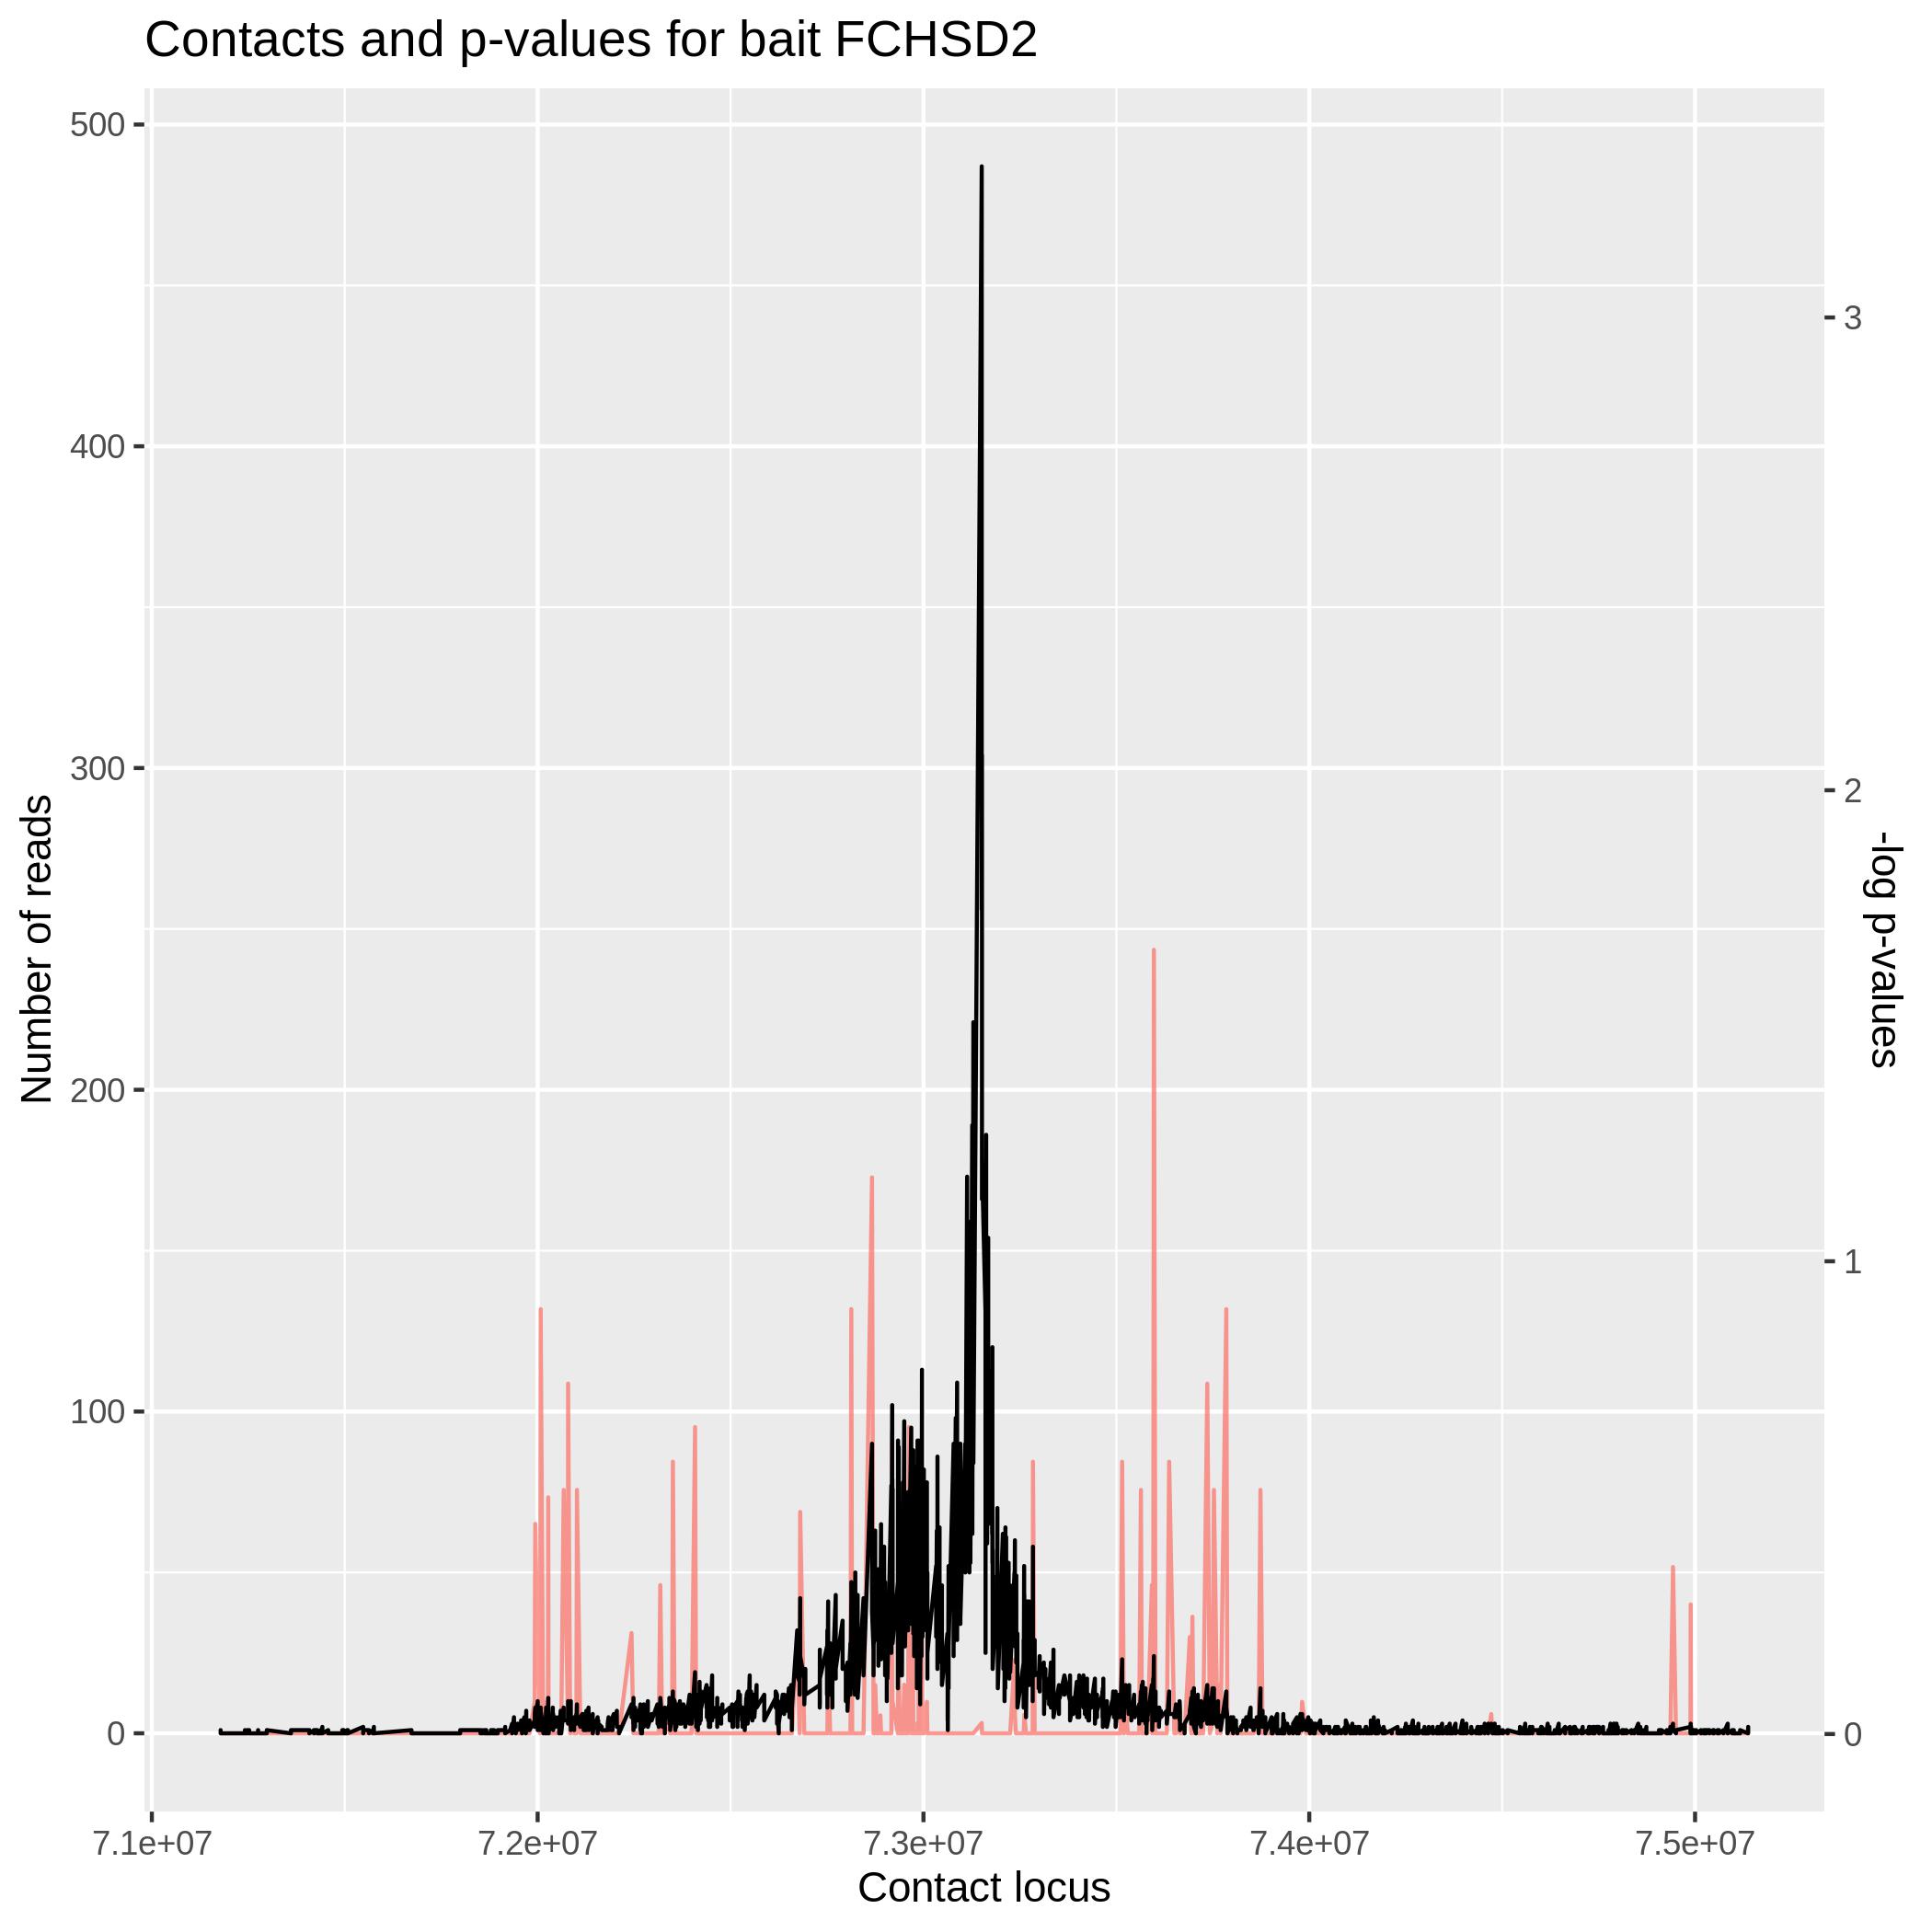 Contacts and p-values for bait FCHSD2
500
400
300
200
100
0
Number of reads
3
2
1
0
-log p-values
7.1e+07
7.2e+07
7.3e+07
7.4e+07
7.5e+07
Contact locus